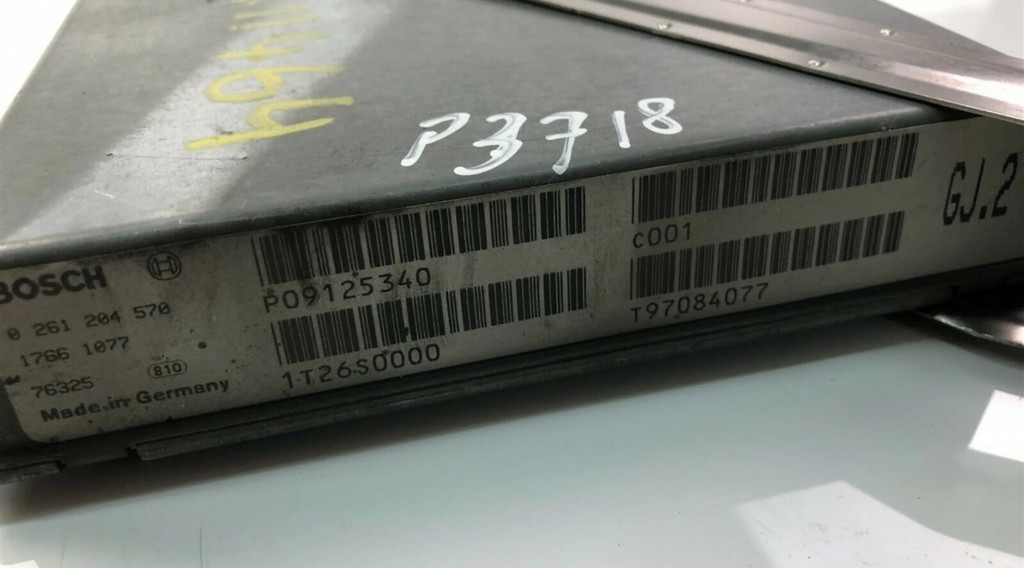 P3718
BOSCH
0 261 204 570
1766 1077
76325
810
Made in Germany
P09125340
1T26S0000
C001
T97084077
GJ.2